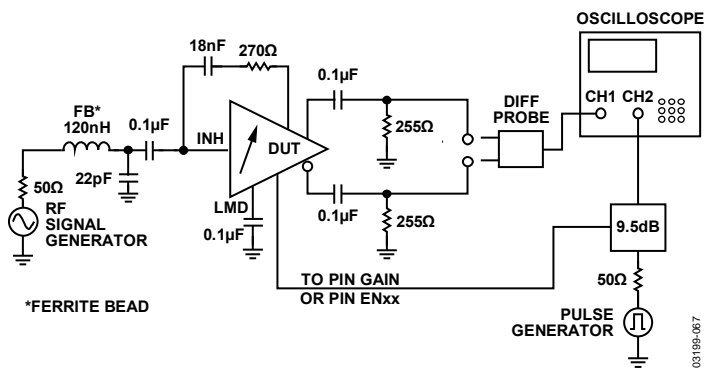 OSCILLOSCOPE
18nF
270Ω
0.1µF
DIFF
PROBE
CH1
CH2
FB*
120nH
0.1µF
INH
DUT
255Ω
50Ω
22pF
LMD
0.1µF
0.1µF
255Ω
9.5dB
RF
SIGNAL
GENERATOR
TO PIN GAIN
OR PIN ENxx
50Ω
*FERRITE BEAD
PULSE
GENERATOR
03199-067